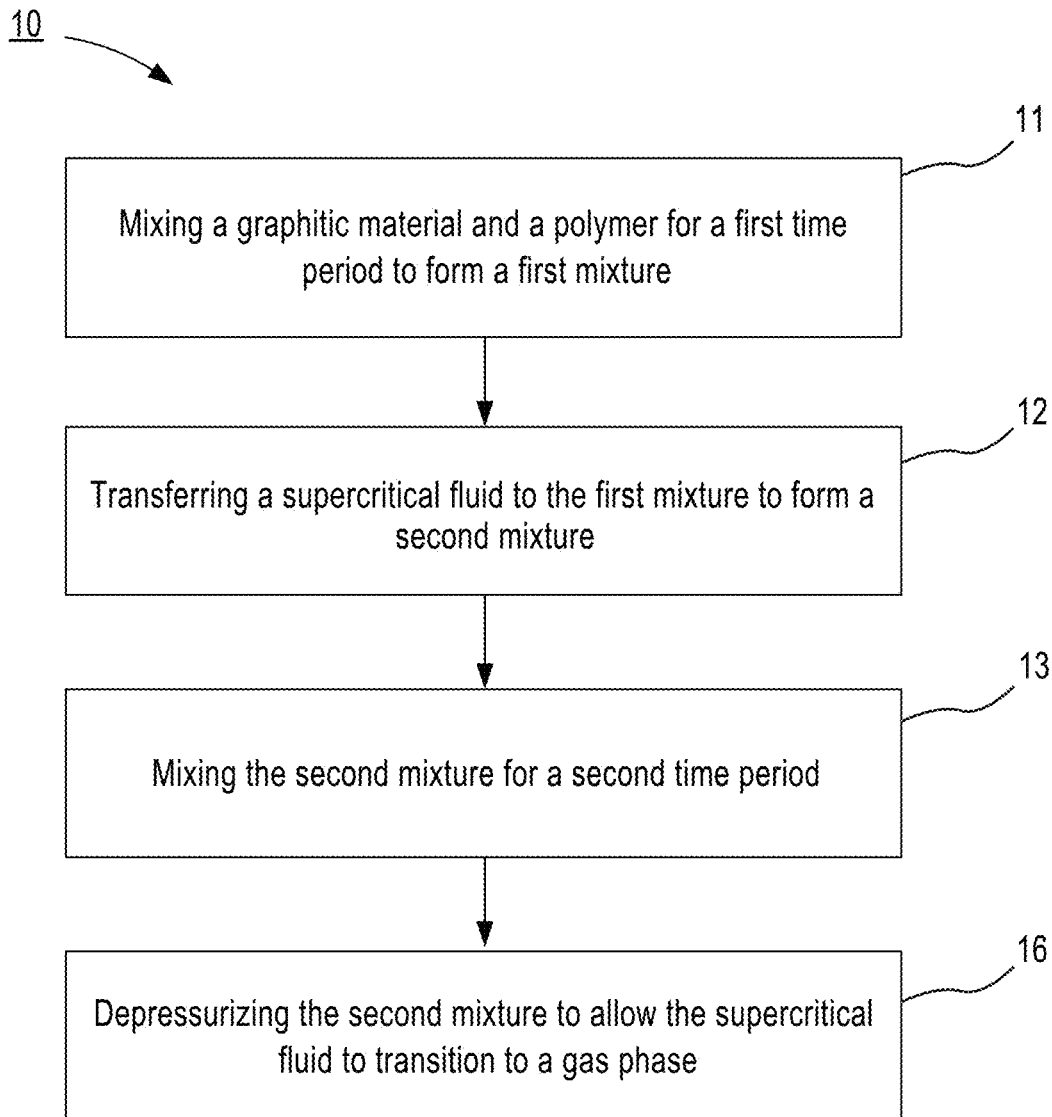 10
11
Mixing a graphitic material and a polymer for a first time
period to form a first mixture
12
Transferring a supercritical fluid to the first mixture to form a
second mixture
13
Mixing the second mixture for a second time period
16
Depressurizing the second mixture to allow the supercritical
fluid to transition to a gas phase